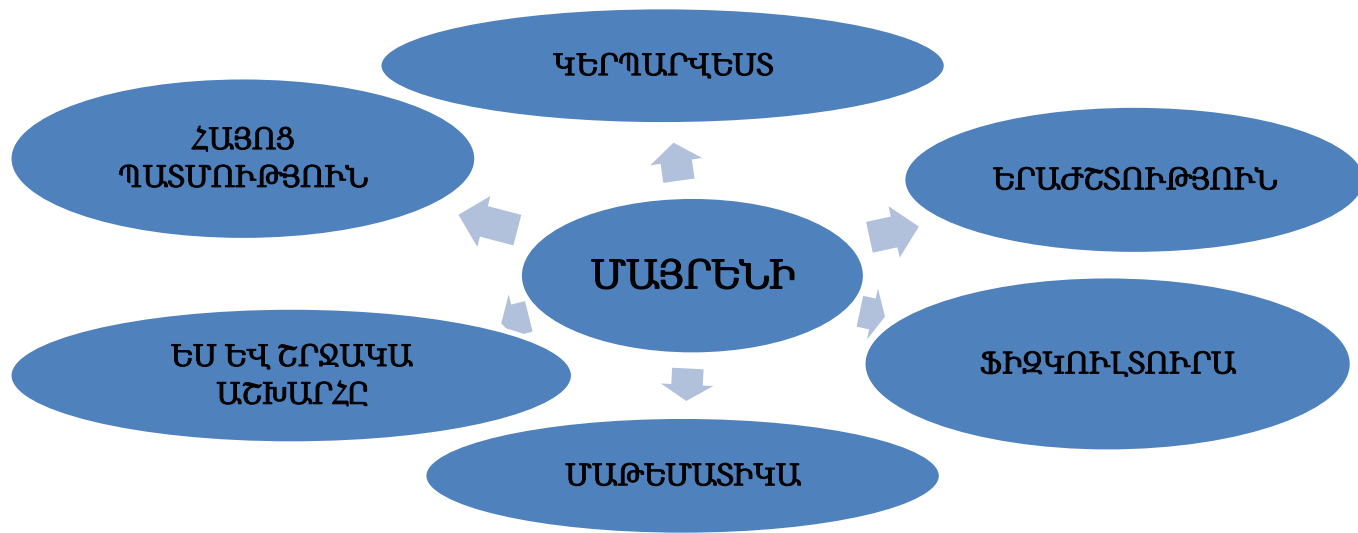 ԿԵՐՊԱՐՎԵՍՏ
ՀԱՅՈՑ
ՊԱՏՄՈՒԹՅՈՒՆ
ԵՐԱԺՇՏՈՒԹՅՈՒՆ
ՄԱՅՐԵՆԻ
ԵՍ ԵՎ ՇՐՋԱԿԱ
ԱՇԽԱՐՀԸ
ՖԻԶԿՈՒԼՏՈՒՐԱ
ՄԱԹԵՄԱՏԻԿԱ